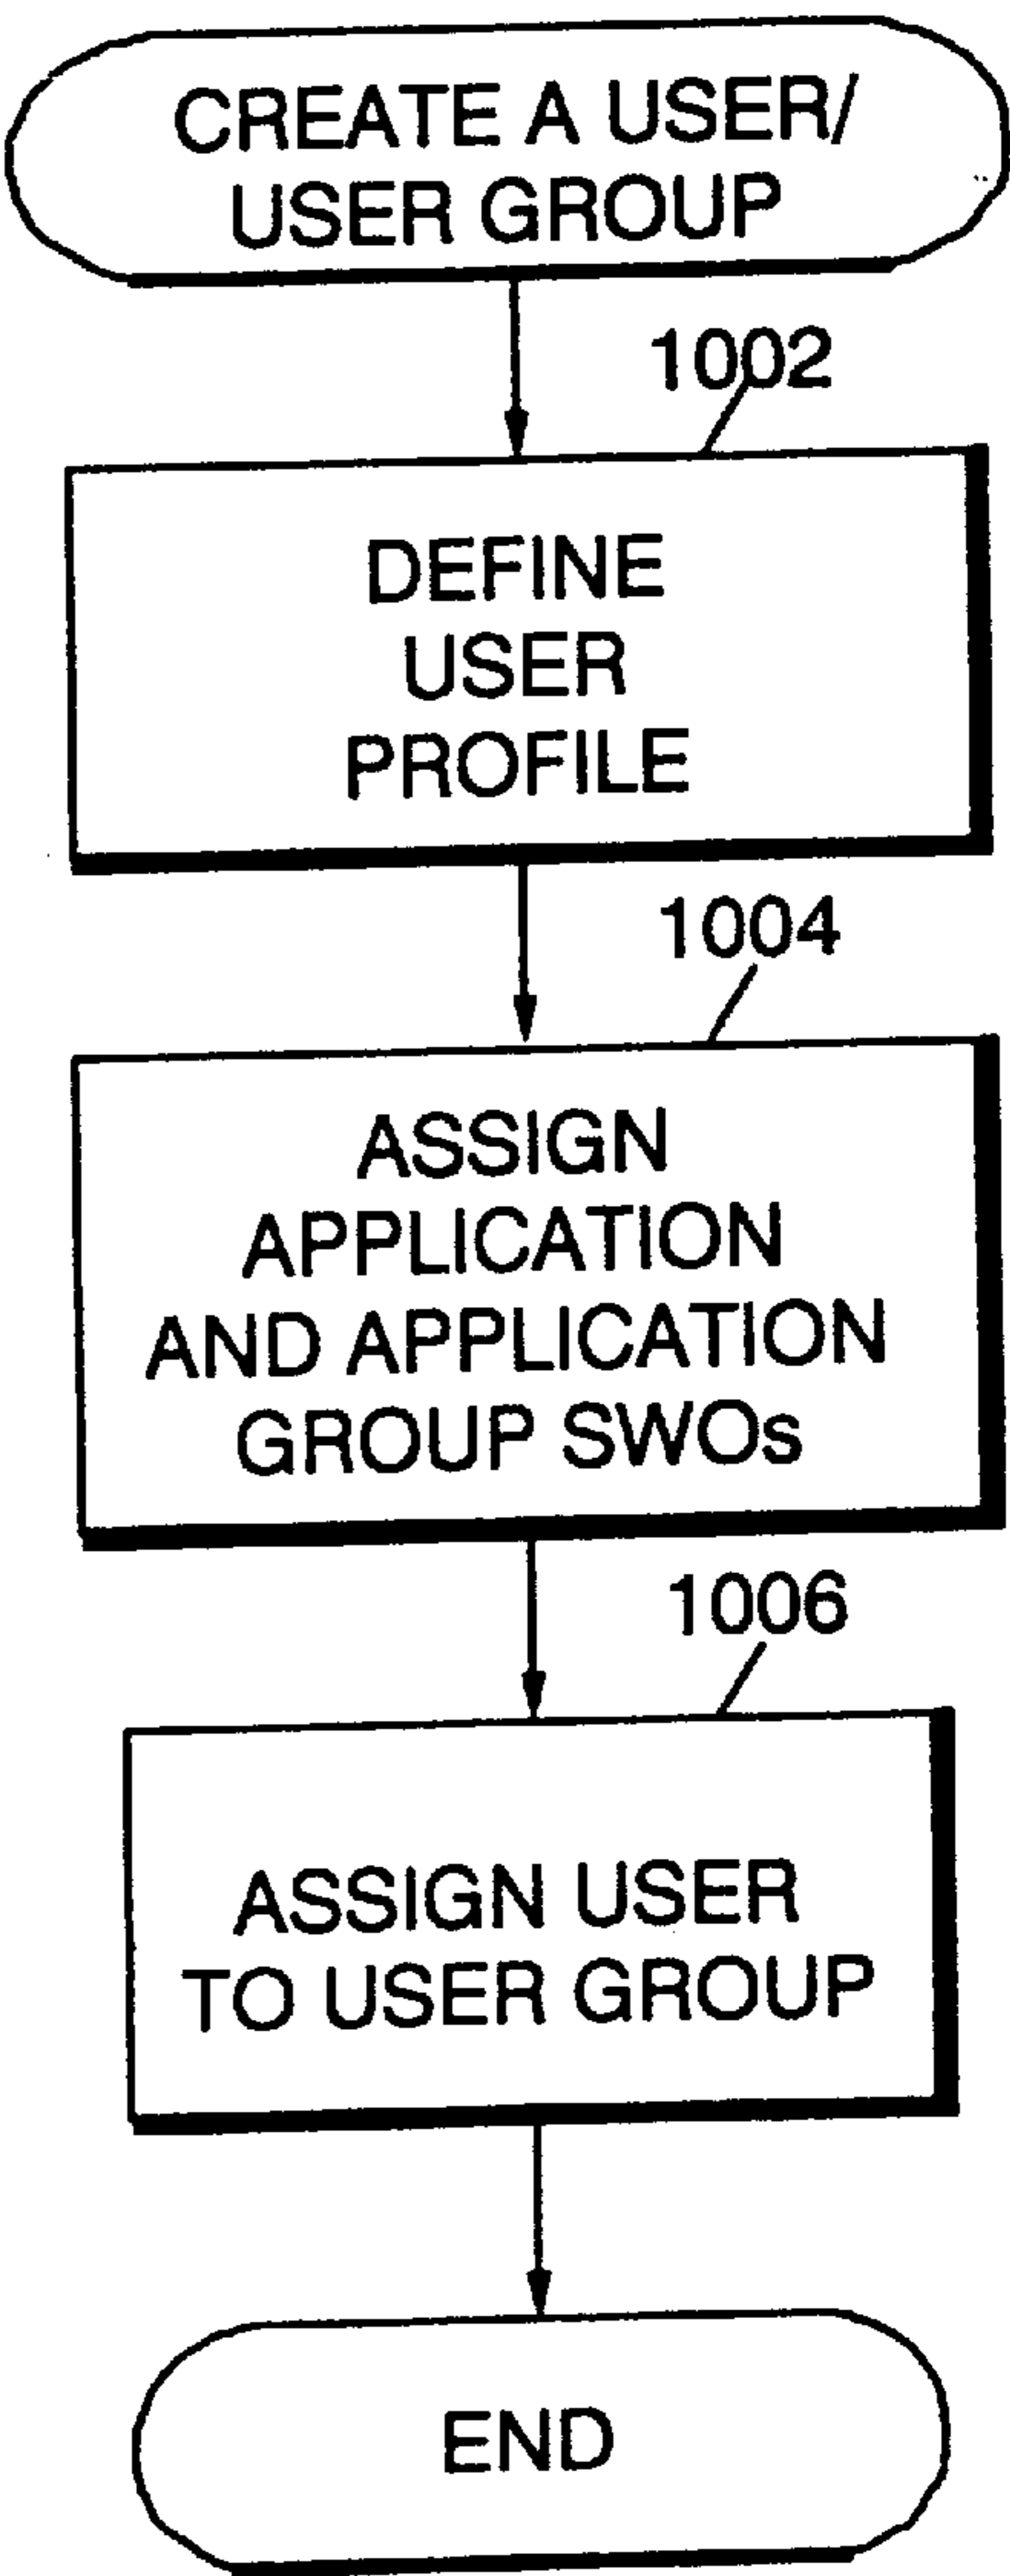 CREATE A USER/
USER GROUP
1002
DEFINE
USER
PROFILE
1004
ASSIGN
APPLICATION
AND APPLICATION
GROUP SWOs
1006
ASSIGN USER
TO USER GROUP
END